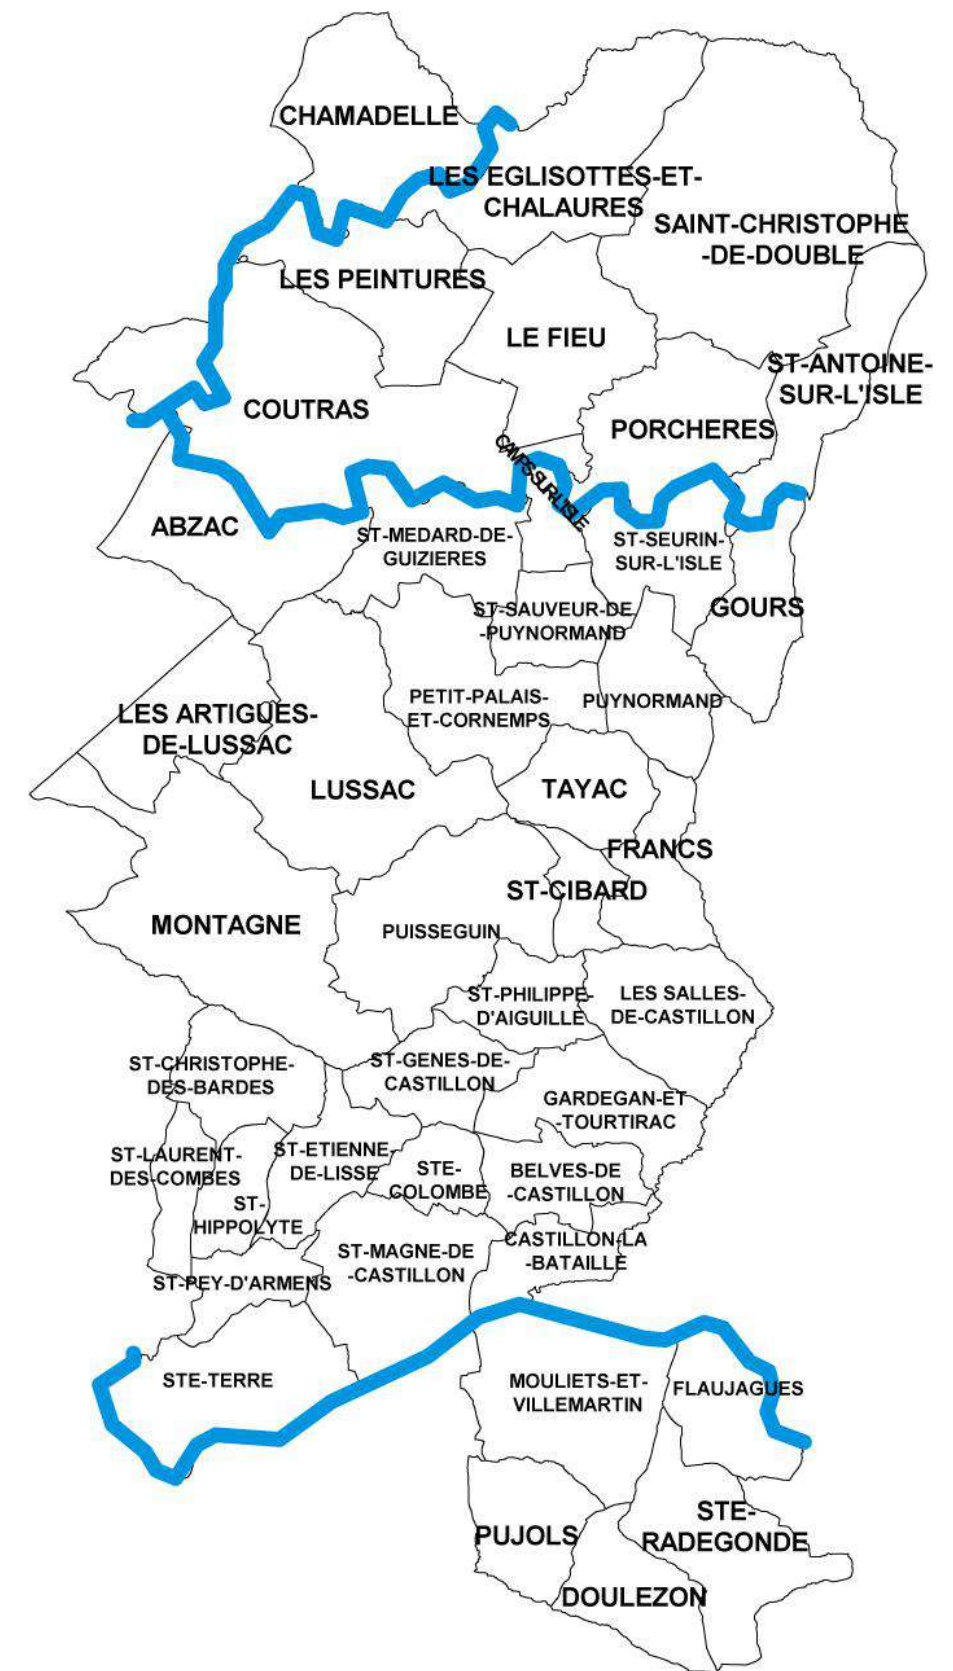 CHAMADELLE
LES EGLISOTTES-ET-
CHALAURES
SAINT-CHRISTOPHE
-DE-DOUBLE
LES PEINTURES
LE FIEU
ST-ANTOINE-
SUR-L'ISLE
COUTRAS
PORCHERES
CAMPS SUR L'ISLE
ABZAC
ST-MEDARD-DE-
GUIZIERES
ST-SEURIN-
SUR-L'ISLE
GOURS
ST-SAUVEUR-DE
-PUYNORMAND
PETIT-PALAIS-
ET-CORNEMPS
PUYNORMAND
LES ARTIGUES-
DE-LUSSAC
LUSSAC
TAYAC
FRANCS
ST-CIBARD
MONTAGNE
PUISSEGUIN
ST-PHILIPPE-
D'AIGUILLE
LES SALLES-
DE-CASTILLON
ST-CHRISTOPHE-
DES-BARDES
ST-GENES-DE-
CASTILLON
GARDEGAN-ET
-TOURTIRAC
ST-LAURENT-
DES-COMBES
ST-ETIENNE-
DE-LISSE
STE-
COLOMBE
BELVES-DE
-CASTILLON
ST-
HIPPOLYTE
CASTILLON-LA
-BATAILLE
ST-MAGNE-DE
-CASTILLON
ST-PEY-D'ARMENS
STE-TERRE
MOULIETS-ET-
VILLEMARTIN
FLAUJAGUES
STE-
RADEGONDE
PUJOLS
DOULEZON